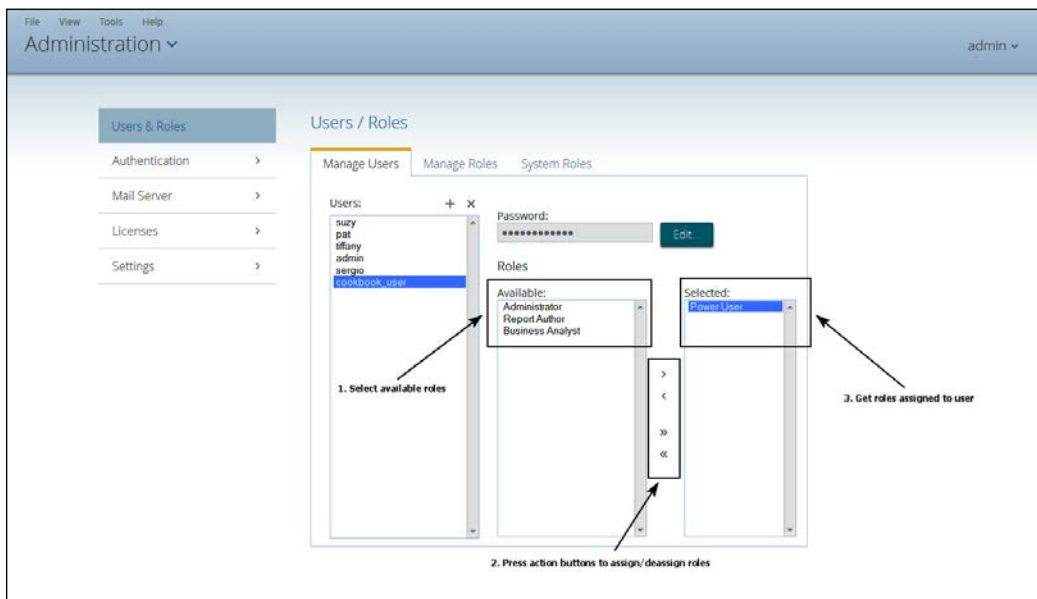 File View Tools Help
Administration
admin
Users & Roles
Authentication
Mail Server
Licenses
Settings
Users / Roles
Manage Users Manage Roles System Roles
Users:
suzy
pat
tiffany
admin
sergio
cookbook_user
Password:
••••••••••••
Edit...
Roles
Available:
Administrator
Report Author
Business Analyst
Selected:
Power User
1. Select available roles
2. Press action buttons to assign/deassign roles
3. Get roles assigned to user